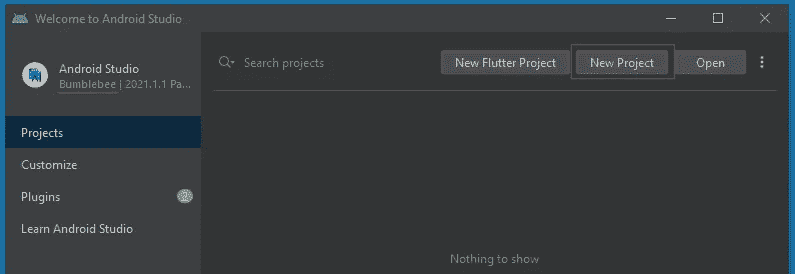 Welcome to Android Studio
Android Studio
Bumblebee | 2021.1.1 Pa...
Search projects
New Flutter Project
New Project
Open
Projects
Customize
Plugins
2
Learn Android Studio
Nothing to show